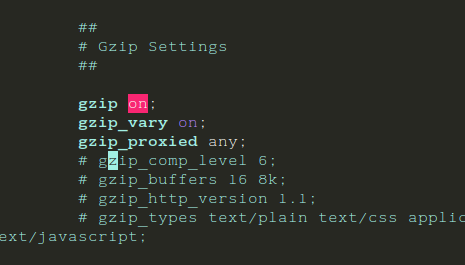 ##
# Gzip Settings
##
gzip on;
gzip_vary on;
gzip_proxied any;
# gzip_comp_level 6;
# gzip_buffers 16 8k;
# gzip_http_version 1.1;
# gzip_types text/plain text/css applic
ext/javascript;